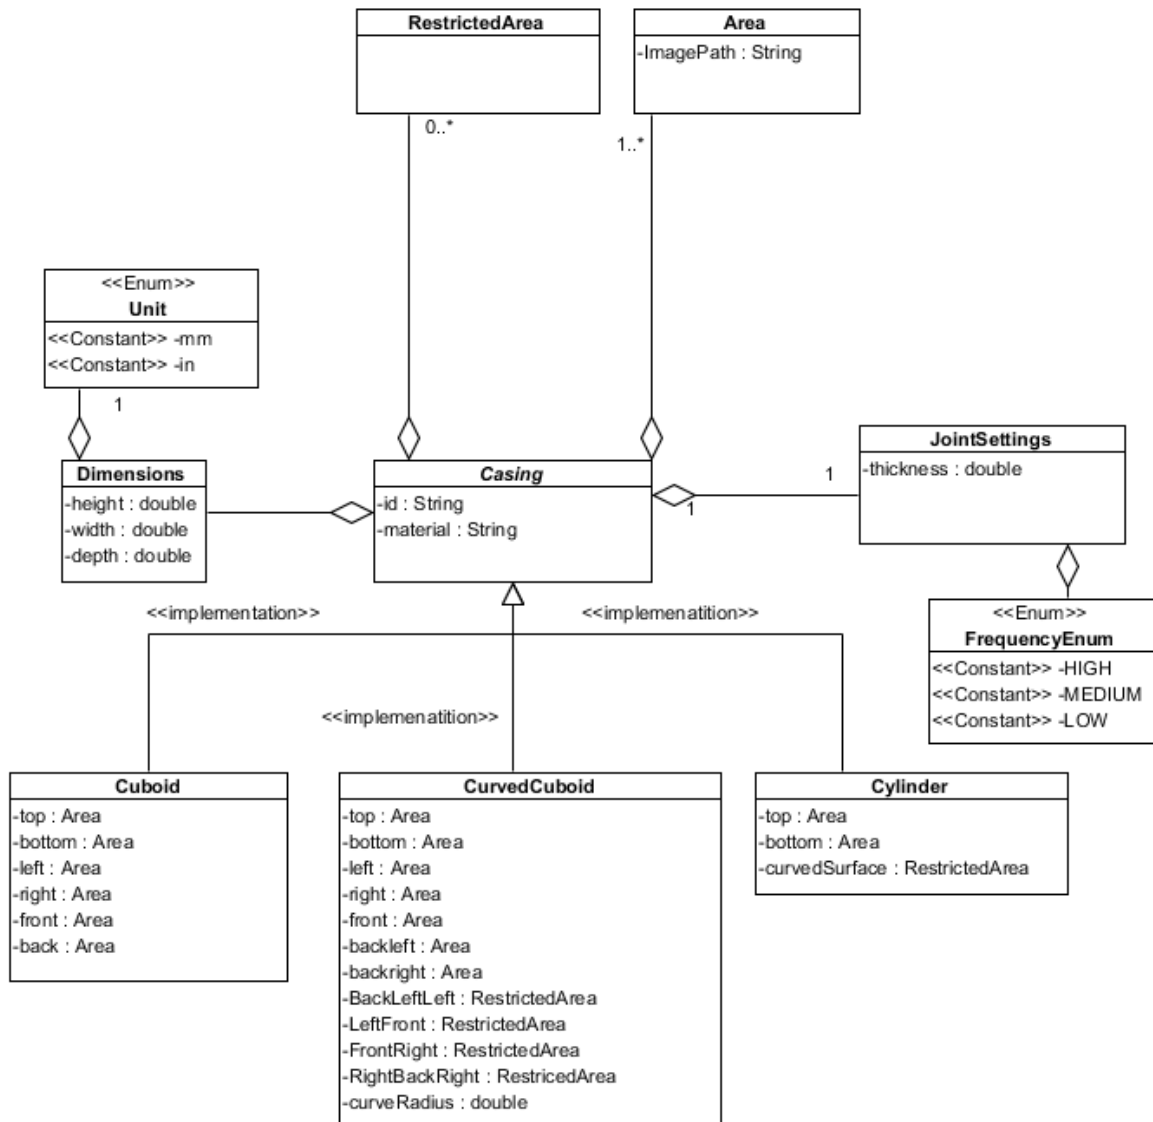 RestrictedArea
Area
-ImagePath : String
0..*
1..*
<<Enum>>
Unit
<<Constant>> -mm
<<Constant>> -in
1
Dimensions
-height : double
-width : double
-depth : double
Casing
-id : String
-material : String
1
1
JointSettings
-thickness : double
<<Enum>>
FrequencyEnum
<<Constant>> -HIGH
<<Constant>> -MEDIUM
<<Constant>> -LOW
<<implementation>>
<<implemenatition>>
<<implemenatition>>
Cuboid
-top : Area
-bottom : Area
-left : Area
-right : Area
-front : Area
-back : Area
CurvedCuboid
-top : Area
-bottom : Area
-left : Area
-right : Area
-front : Area
-backleft : Area
-backright : Area
-BackLeftLeft : RestrictedArea
-LeftFront : RestrictedArea
-FrontRight : RestrictedArea
-RightBackRight : RestricedArea
-curveRadius : double
Cylinder
-top : Area
-bottom : Area
-curvedSurface : RestrictedArea